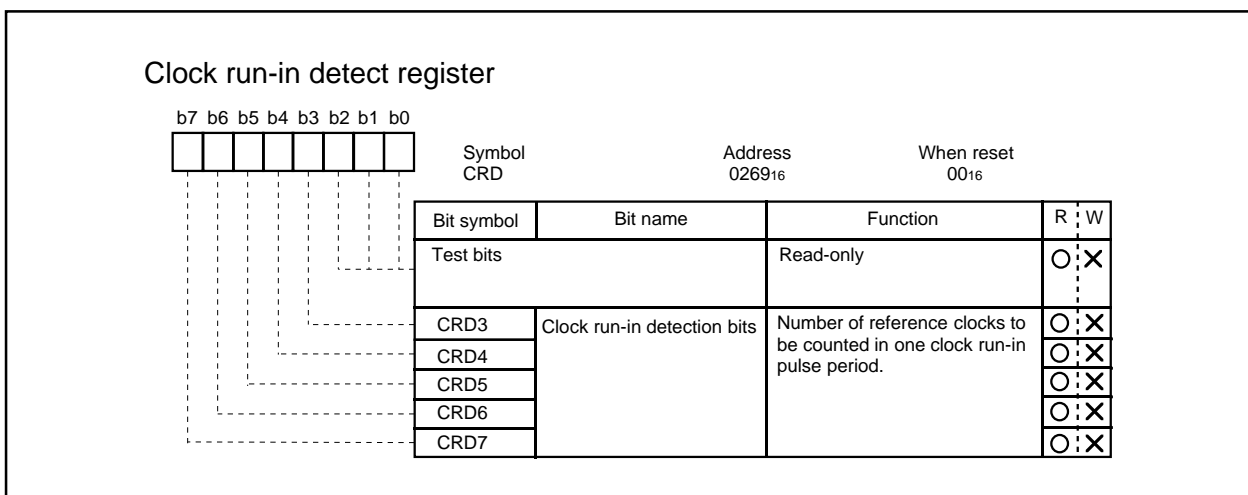 Clock run-in detect register
b7 b6 b5 b4 b3 b2 b1 b0
Symbol Address When reset
CRD 026916 0016
Bit symbol Bit name Function R W
Test bits Read-only O X
CRD3 Clock run-in detection bits Number of reference clocks to O X
be counted in one clock run-in
CRD4 O X
pulse period.
CRD5 O X
CRD6 O X
CRD7 O X